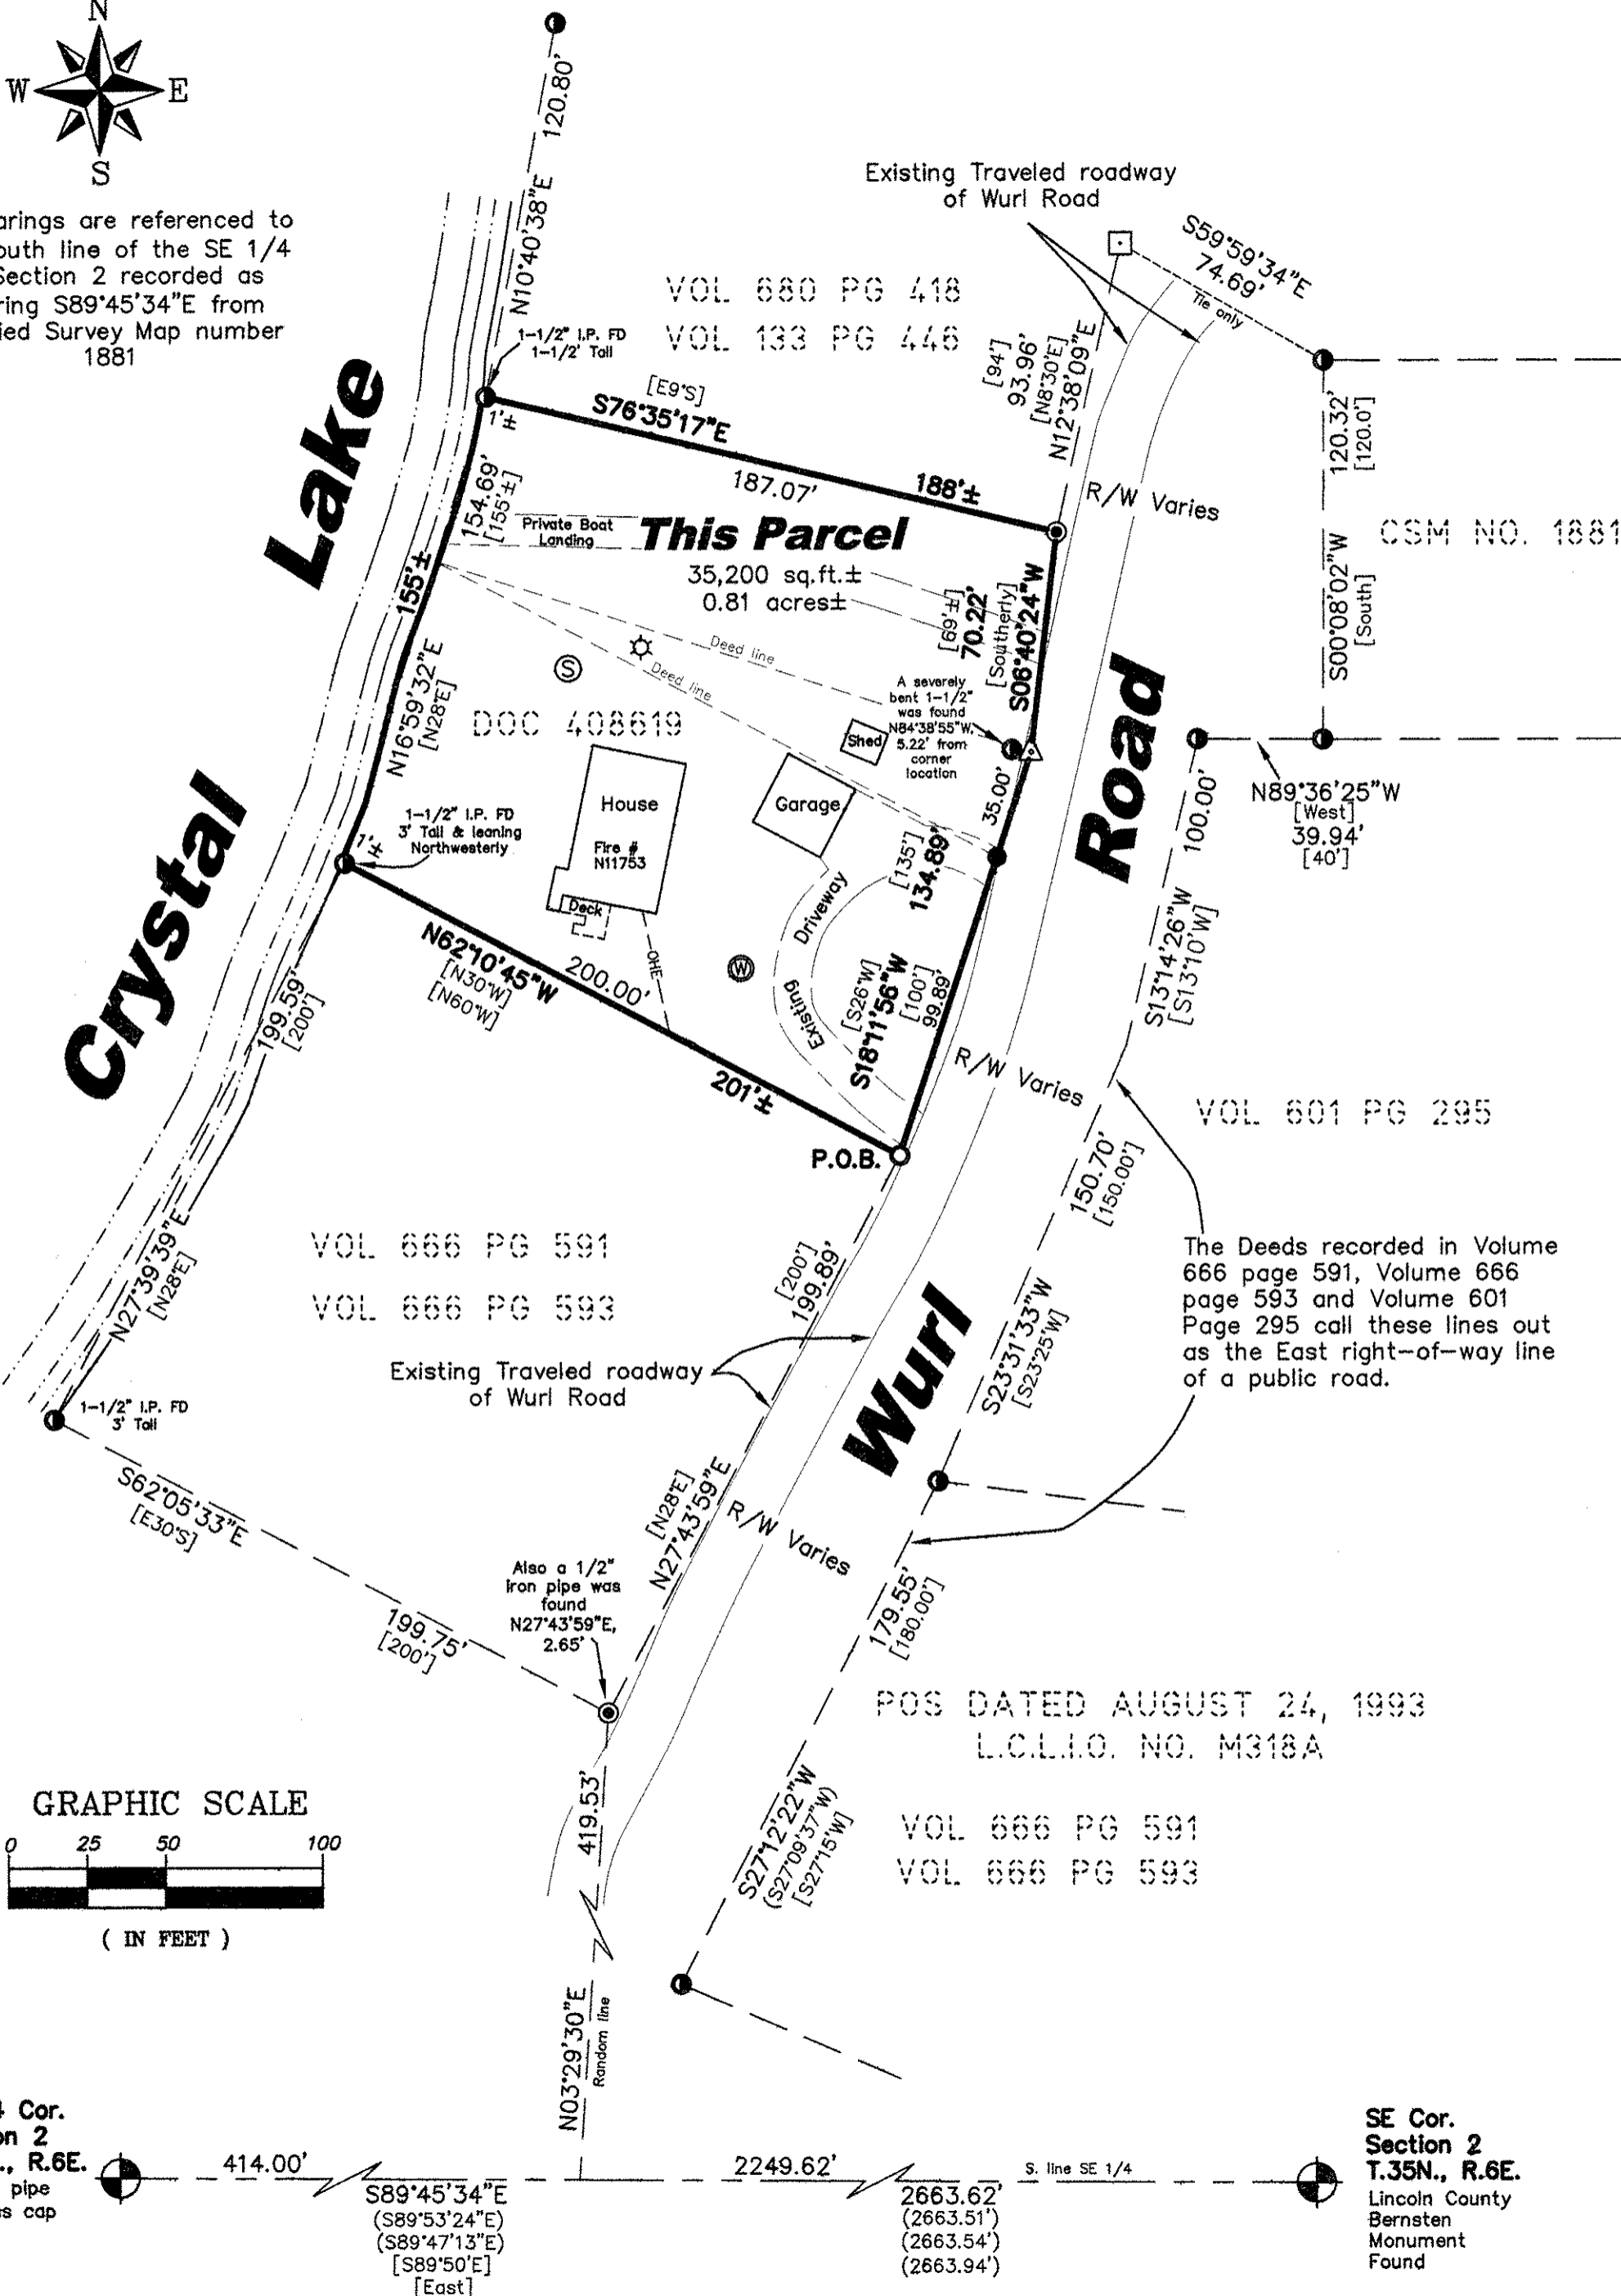 N
W E
S
arings are referenced to
outh line of the SE 1/4
Section 2 recorded as
ring S89°45'34"E from
ied Survey Map number
1881
120.80'
N10°40'38"E
Existing Traveled roadway
of Wurl Road
S59°59'34"E
74.69'
Tie only
VOL 680 PG 418
VOL 133 PG 446
1-1/2" I.P. FD
1-1/2' Tall
[94']
93.96'
[N8°30'E]
N12°38'09"E
120.32'
[120.0']
S00°08'02"W
[South]
CSM NO. 1881
[E9°S]
S76°35'17"E
187.07'
188'±
R/W Varies
1'±
Lake
154.69'
[155'±]
155'±
N16°59'32"E
[N28°E]
Private Boat
Landing
This Parcel
35,200 sq.ft.±
0.81 acres±
[69'±]
70.22'
[Southerly]
S06°40'24"W
Deed line
Deed line
S
DOC 408619
A severely
bent 1-1/2"
was found
N84°38'55"W,
5.22' from
corner
location
Shed
Garage
House
Fire #
N11753
Deck
OHE
35.00'
Road
N89°36'25"W
[West]
39.94'
[40']
100.00'
S13°14'26"W
[S13°10'W]
1-1/2" I.P. FD
3' Tall & leaning
Northwesterly
1'±
Crystal
[135']
134.89'
Driveway
Existing
W
[S26°W]
S18°11'56"W
[100']
99.89'
N62°10'45"W
[N30°W]
[N60°W]
200.00'
201'±
P.O.B.
199.59'
[200']
R/W Varies
VOL 601 PG 295
150.70'
[150.00']
N27°39'39"E
[N28°E]
VOL 666 PG 591
VOL 666 PG 593
[200']
199.89'
Wurl
S23°31'33"W
[S23°25'W]
The Deeds recorded in Volume
666 page 591, Volume 666
page 593 and Volume 601
Page 295 call these lines out
as the East right-of-way line
of a public road.
Existing Traveled roadway
of Wurl Road
1-1/2" I.P. FD
3' Tall
S62°05'33"E
[E30°S]
199.75'
[200']
[N28°E]
N27°43'59"E
R/W Varies
Also a 1/2"
iron pipe was
found
N27°43'59"E,
2.65'
179.55'
[180.00']
POS DATED AUGUST 24, 1993
L.C.L.I.O. NO. M318A
419.53'
S27°12'22"W
(S27°09'37"W)
[S27°15'W]
VOL 666 PG 591
VOL 666 PG 593
GRAPHIC SCALE
0 25 50 100
( IN FEET )
N03°29'30"E
Random line
4 Cor.
on 2
., R.6E.
pipe
s cap
414.00'
S89°45'34"E
(S89°53'24"E)
(S89°47'13"E)
[S89°50'E]
[East]
2249.62'
S. line SE 1/4
2663.62'
(2663.51')
(2663.54')
(2663.94')
SE Cor.
Section 2
T.35N., R.6E.
Lincoln County
Bernsten
Monument
Found